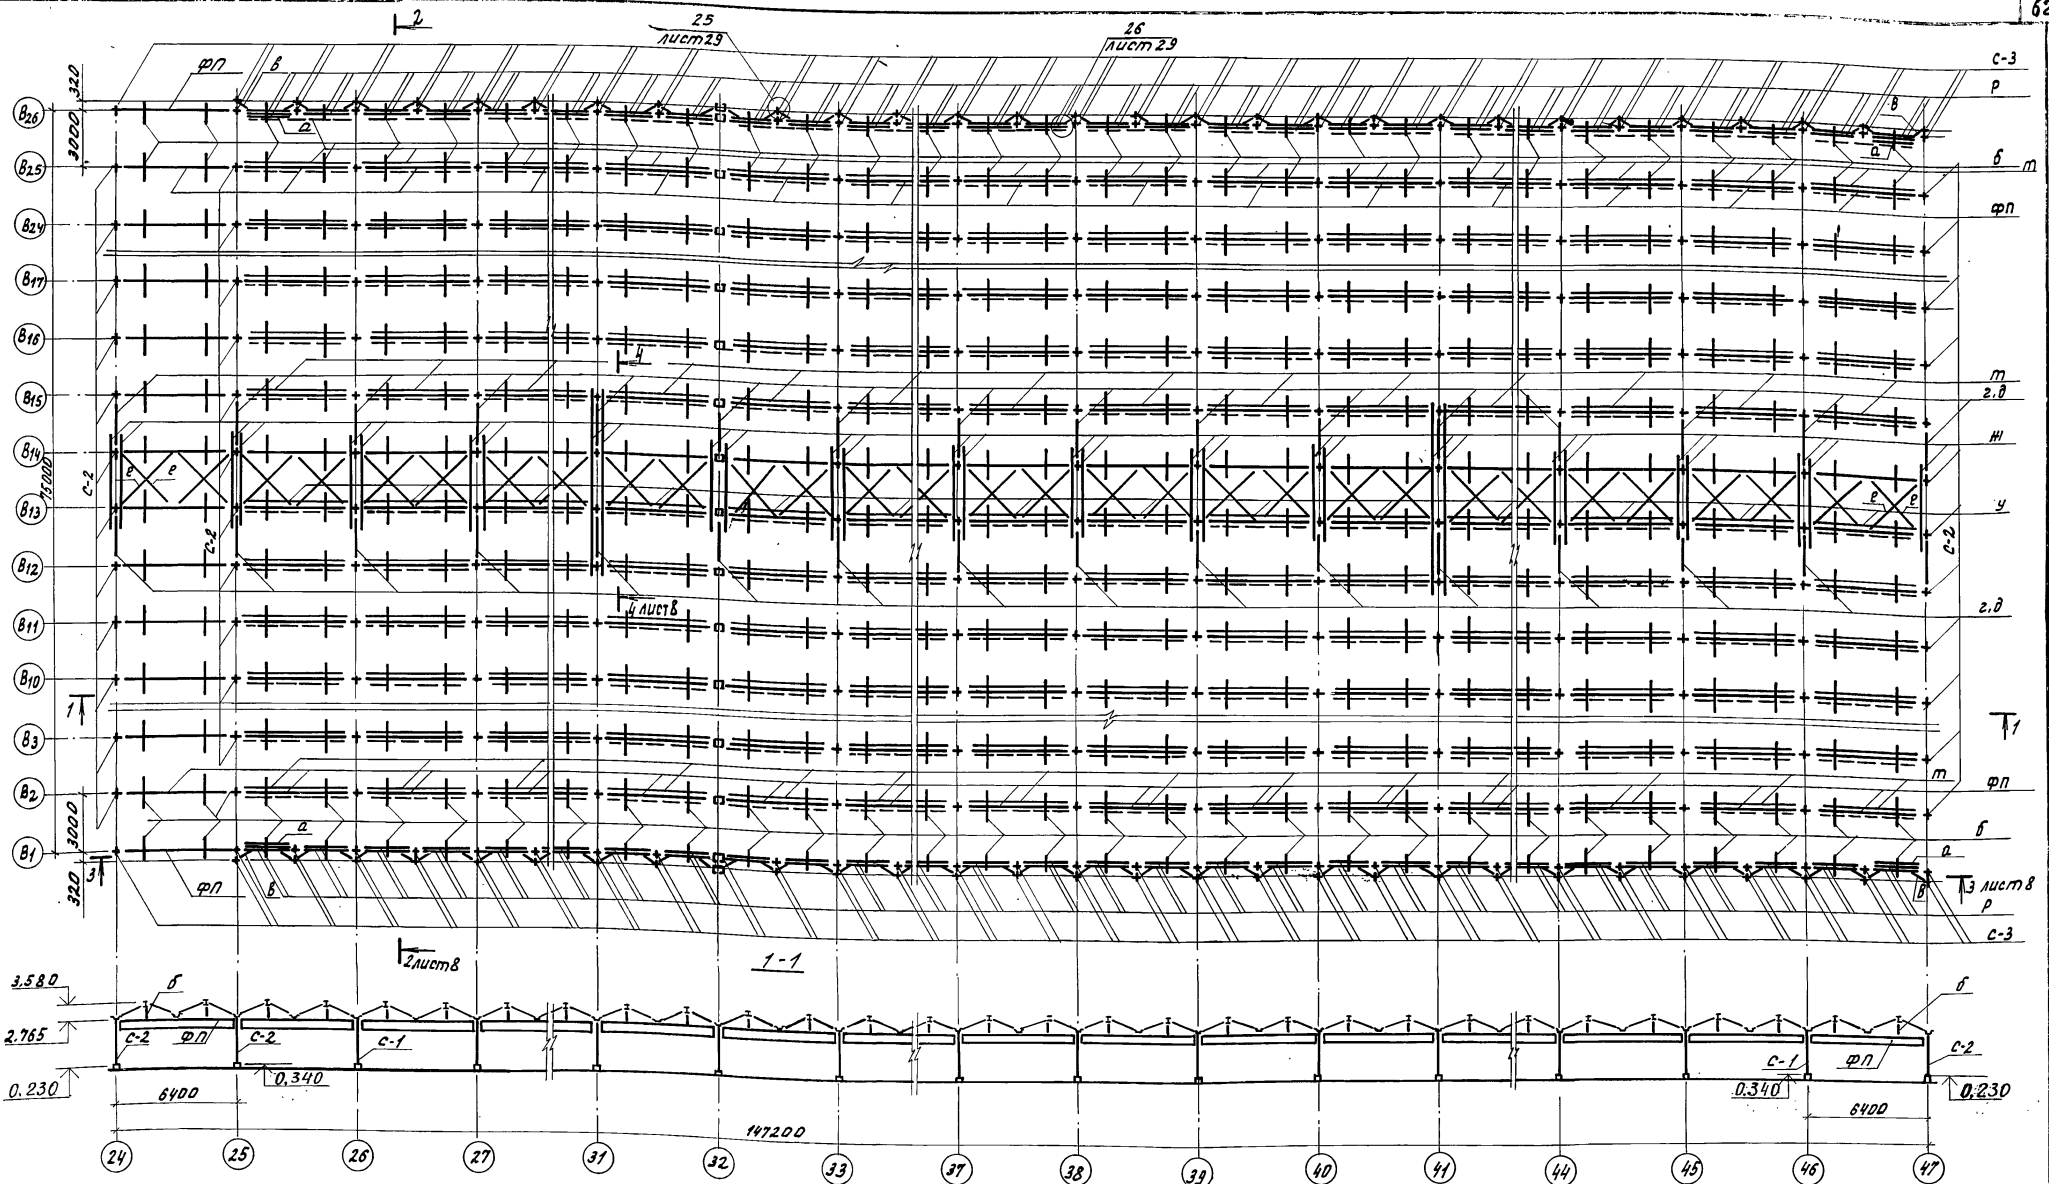 62
2
25
лист 29
26
лист 29
с-3
р
320
ФП
в
в
В26
а
а
3000
б
т
В25
ФП
В24
В17
В16
4
т
В15
г.д
ж
В14
75000
с-2
е
е
е
е
В13
у
с-2
с-2
В12
4 лист 8
г.д
В11
В10
1
1
В3
т
ФП
В2
3000
б
а
а
В1
3
3 лист 8
320
ФП
в
в
р
с-3
2 лист 8
1-1
3.580
б
б
2.765
с-2
ФП
с-2
с-1
с-1
ФП
с-2
0.230
0.340
0.340
0.230
6400
6400
147200
24
25
26
27
31
32
33
37
38
39
40
41
44
45
46
47